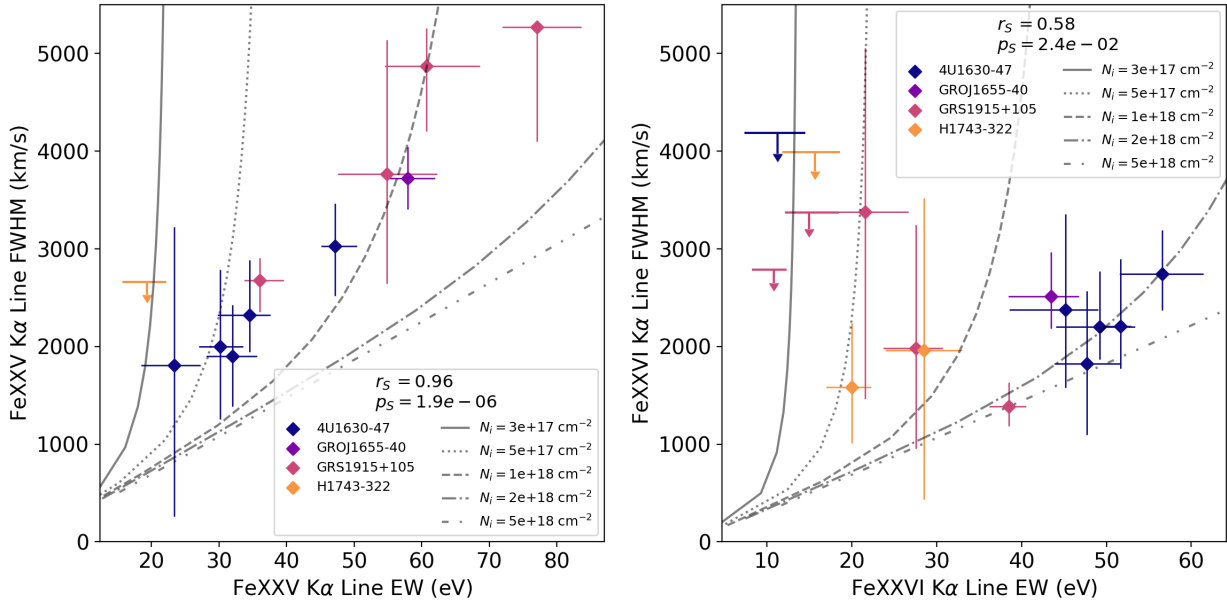 FeXXV Kα Line FWHM (km/s)
5000
4000
3000
2000
1000
0
r_S = 0.96
p_S = 1.9e − 06
4U1630-47
GROJ1655-40
GRS1915+105
H1743-322
N_i = 3e+17 cm⁻²
N_i = 5e+17 cm⁻²
N_i = 1e+18 cm⁻²
N_i = 2e+18 cm⁻²
N_i = 5e+18 cm⁻²
20 30 40 50 60 70 80
FeXXV Kα Line EW (eV)
FeXXVI Kα Line FWHM (km/s)
5000
4000
3000
2000
1000
0
r_S = 0.58
p_S = 2.4e − 02
4U1630-47
GROJ1655-40
GRS1915+105
H1743-322
N_i = 3e+17 cm⁻²
N_i = 5e+17 cm⁻²
N_i = 1e+18 cm⁻²
N_i = 2e+18 cm⁻²
N_i = 5e+18 cm⁻²
10 20 30 40 50 60
FeXXVI Kα Line EW (eV)